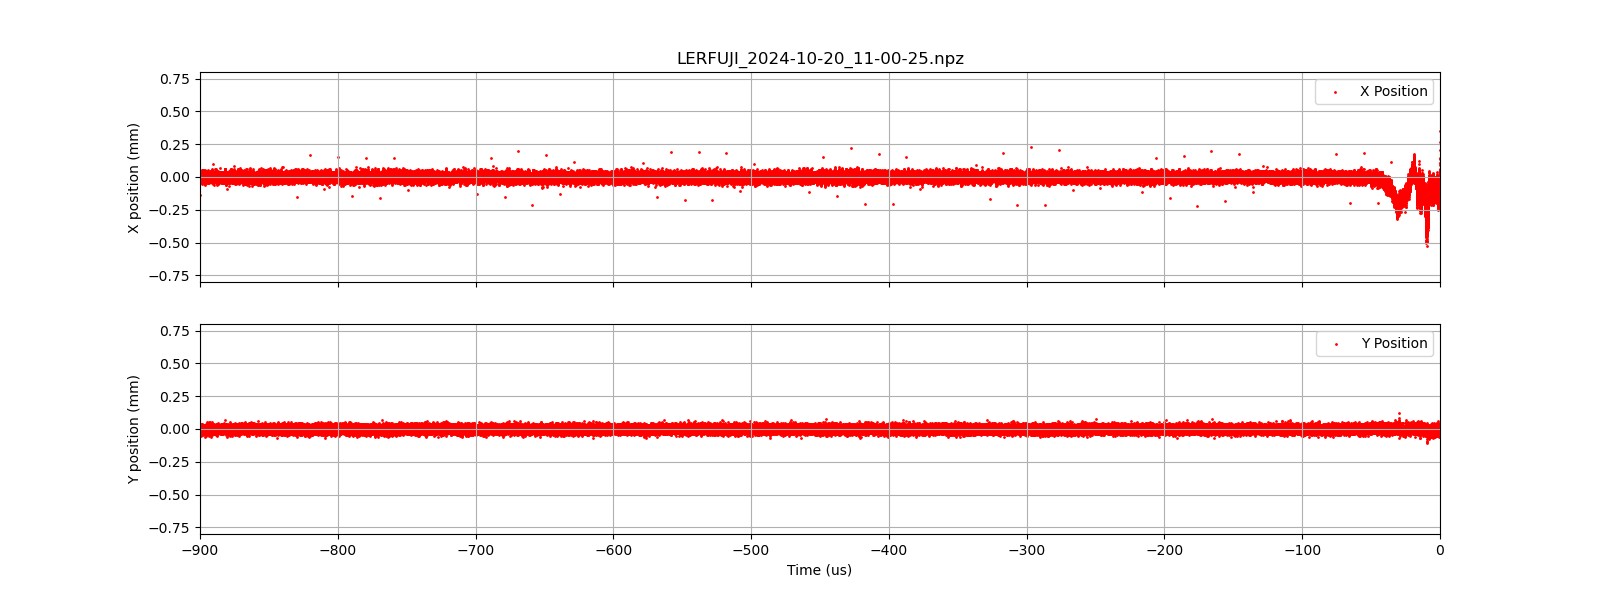 LERFUJI_2024-10-20_11-00-25.npz
0.75
0.50
0.25
0.00
−0.25
−0.50
−0.75
X position (mm)
X Position
0.75
0.50
0.25
0.00
−0.25
−0.50
−0.75
Y position (mm)
Y Position
−900 −800 −700 −600 −500 −400 −300 −200 −100 0
Time (us)